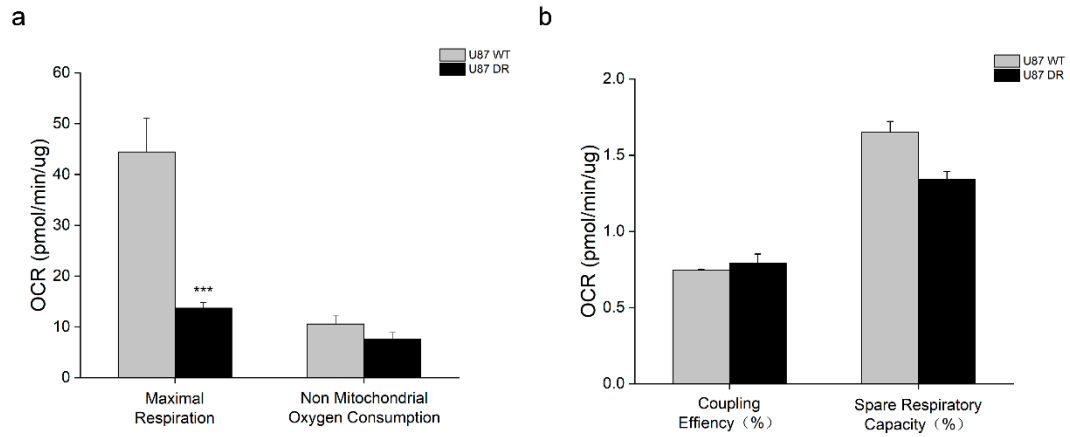 a
U87 WT
U87 DR
OCR (pmol/min/ug)
60
50
40
30
20
10
0
***
Maximal
Respiration
Non Mitochondrial
Oxygen Consumption
b
U87 WT
U87 DR
OCR (pmol/min/ug)
2.0
1.5
1.0
0.5
0.0
Coupling
Effiency (%)
Spare Respiratory
Capacity (%)